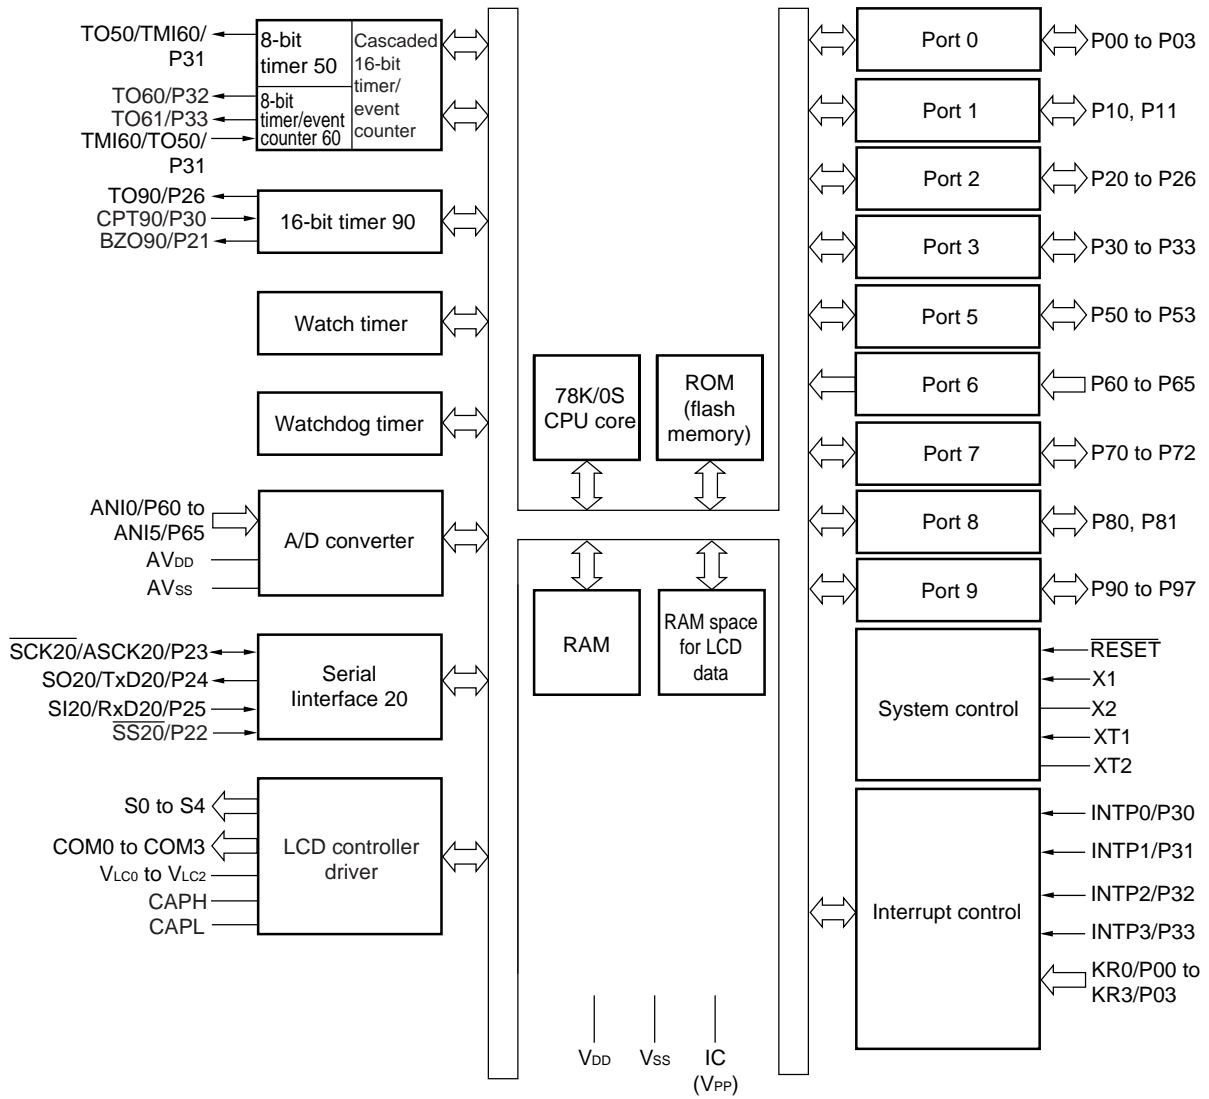 TO50/TMI60/
P31
TO60/P32
TO61/P33
TMI60/TO50/
P31
8-bit
timer 50
8-bit
timer/event
counter 60
Cascaded
16-bit
timer/
event
counter
TO90/P26
CPT90/P30
BZO90/P21
16-bit timer 90
Watch timer
Watchdog timer
ANI0/P60 to
ANI5/P65
AVDD
AVSS
A/D converter
SCK20/ASCK20/P23
SO20/TxD20/P24
SI20/RxD20/P25
SS20/P22
Serial
Iinterface 20
S0 to S4
COM0 to COM3
VLC0 to VLC2
CAPH
CAPL
LCD controller
driver
78K/0S
CPU core
ROM
(flash
memory)
RAM
RAM space
for LCD
data
VDD
VSS
IC
(VPP)
Port 0
P00 to P03
Port 1
P10, P11
Port 2
P20 to P26
Port 3
P30 to P33
Port 5
P50 to P53
Port 6
P60 to P65
Port 7
P70 to P72
Port 8
P80, P81
Port 9
P90 to P97
System control
RESET
X1
X2
XT1
XT2
Interrupt control
INTP0/P30
INTP1/P31
INTP2/P32
INTP3/P33
KR0/P00 to
KR3/P03